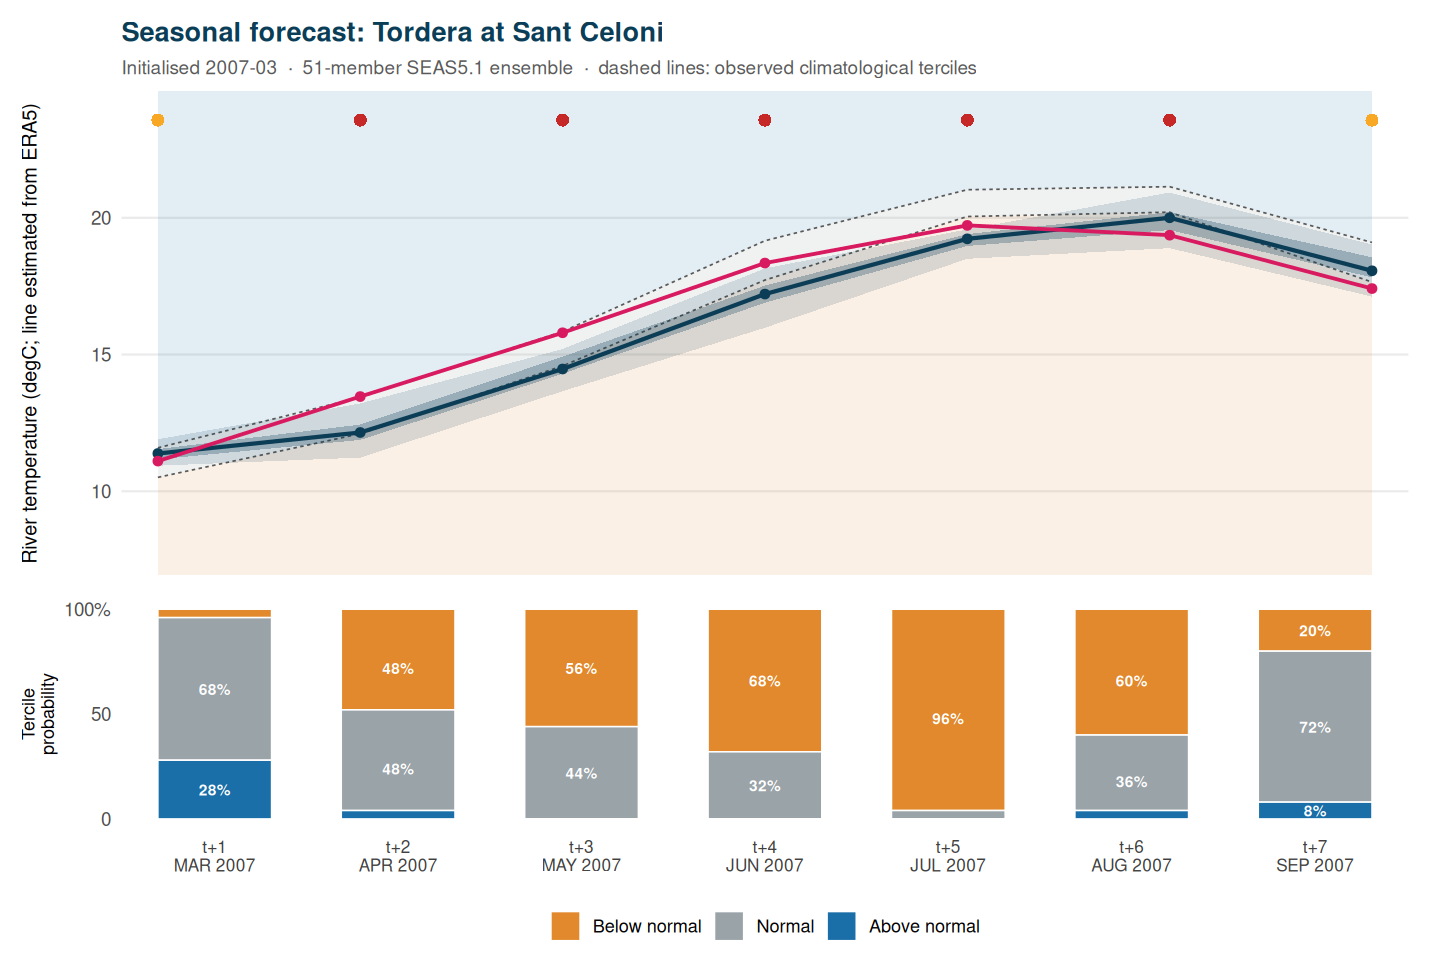 Seasonal forecast: Tordera at Sant Celoni
Initialised 2007-03 · 51-member SEAS5.1 ensemble · dashed lines: observed climatological terciles
River temperature (degC; line estimated from ERA5)
20
15
10
Tercile
probability
100%
50
0
68%
28%
48%
48%
56%
44%
68%
32%
96%
60%
36%
20%
72%
8%
t+1
MAR 2007
t+2
APR 2007
t+3
MAY 2007
t+4
JUN 2007
t+5
JUL 2007
t+6
AUG 2007
t+7
SEP 2007
Below normal
Normal
Above normal